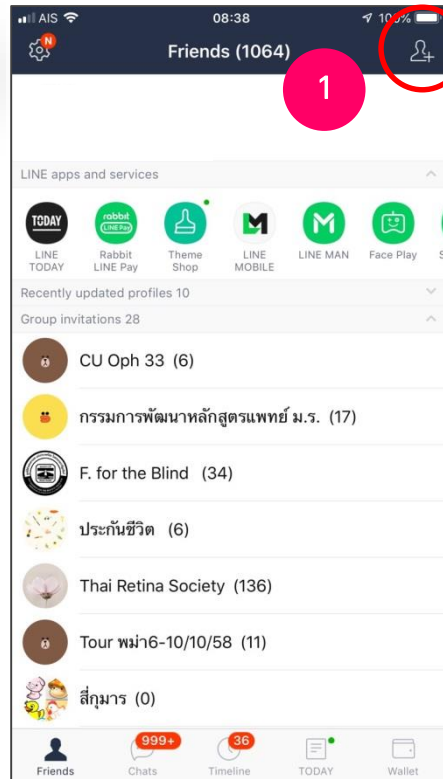 AIS 08:38 100%
N
Friends (1064)
1
LINE apps and services
TODAY rabbit LINE Pay
LINE TODAY
Rabbit LINE Pay
Theme Shop
LINE MOBILE
LINE MAN
Face Play
S
Recently updated profiles 10
Group invitations 28
CU Oph 33 (6)
กรรมการพัฒนาหลักสูตรแพทย์ ม.ร. (17)
F. for the Blind (34)
ประกันชีวิต (6)
Thai Retina Society (136)
Tour พม่า6-10/10/58 (11)
สี่กุมาร (0)
999+ 36
Friends Chats Timeline TODAY Wallet